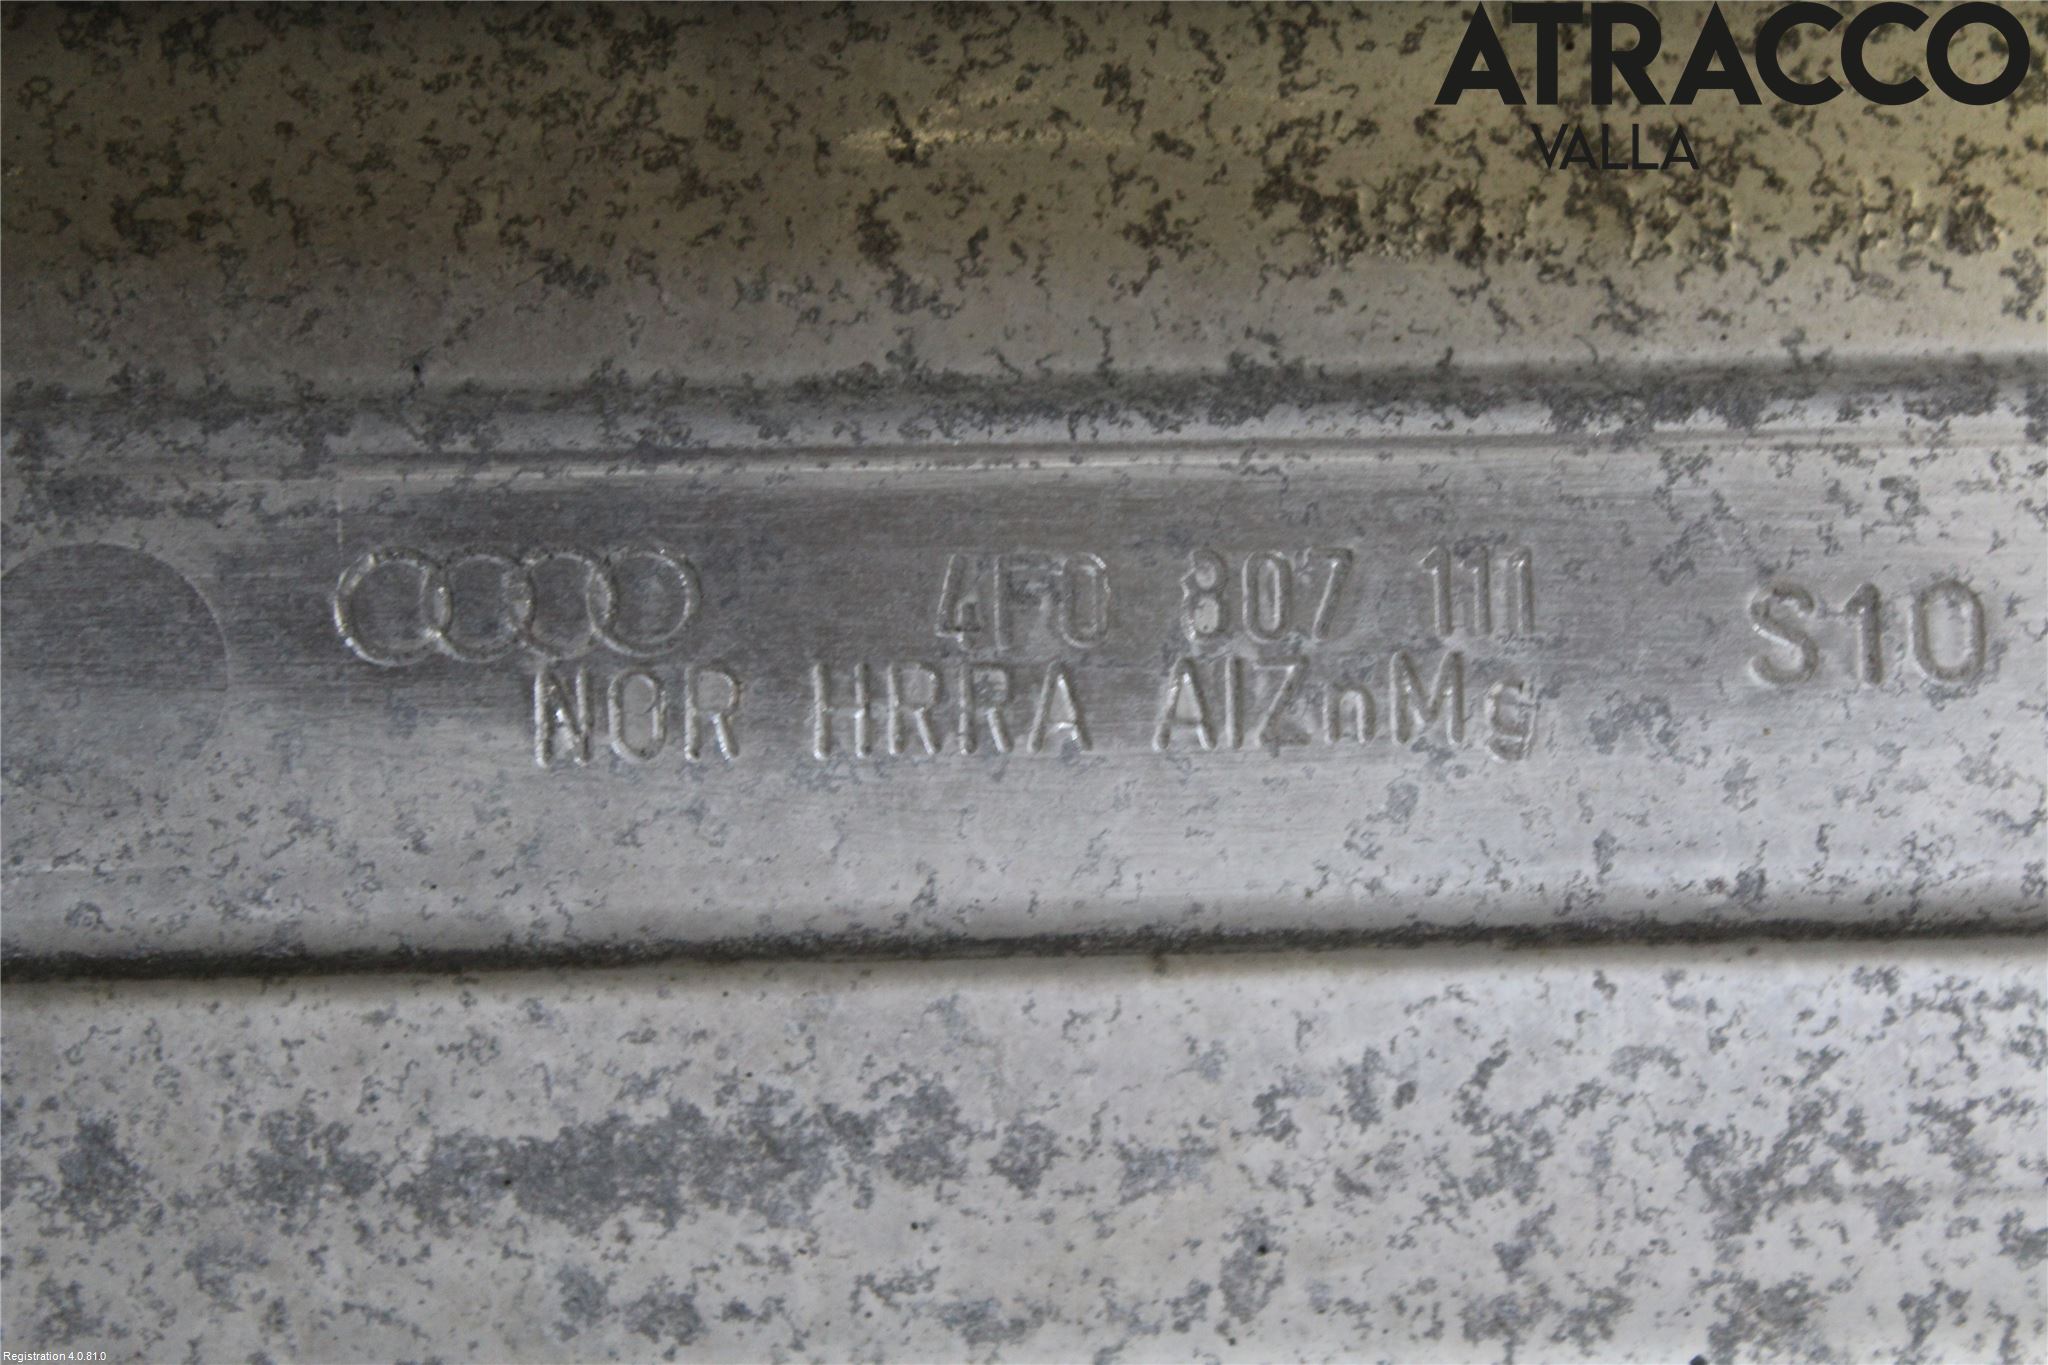 ATRACCO
VALLA
4F0 807 111
NOR HRRA AlZnMg
S10
Registration 4.0.81.0